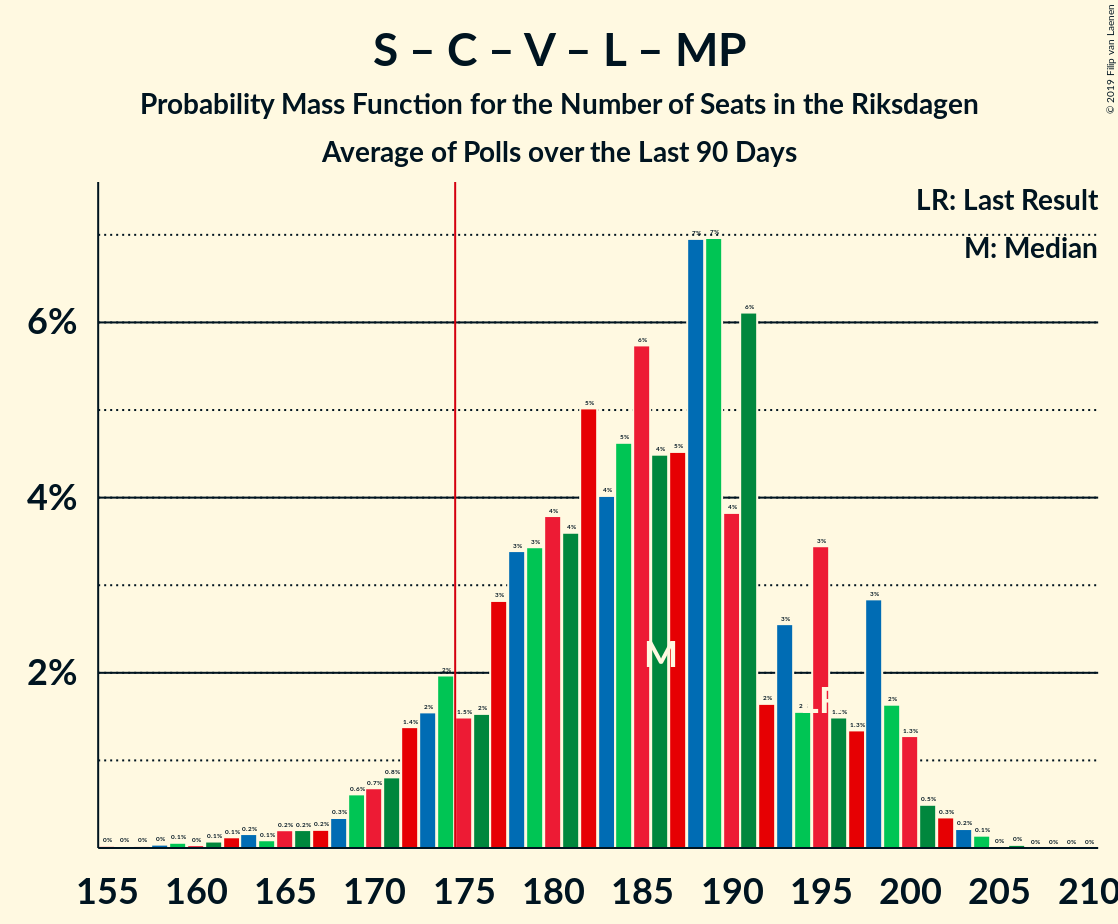 S – C – V – L – MP
Probability Mass Function for the Number of Seats in the Riksdagen
Average of Polls over the Last 90 Days
© 2019 Filip van Laenen
LR: Last Result
M: Median
6%
4%
2%
0% 0% 0% 0% 0.1% 0% 0.1% 0.1% 0.2% 0.1% 0.2% 0.2% 0.2% 0.3% 0.6% 0.7% 0.8% 1.4% 2% 2% 1.5% 2% 3% 3% 3% 4% 4% 5% 4% 5% 6% 4% 5% 7% 7% 4% 6% 2% 3% 3% 1.3% 3% 2% 1.3% 0.5% 0.3% 0.2% 0.1% 0% 0% 0% 0% 0% 0%
M
155 160 165 170 175 180 185 190 195 200 205 210